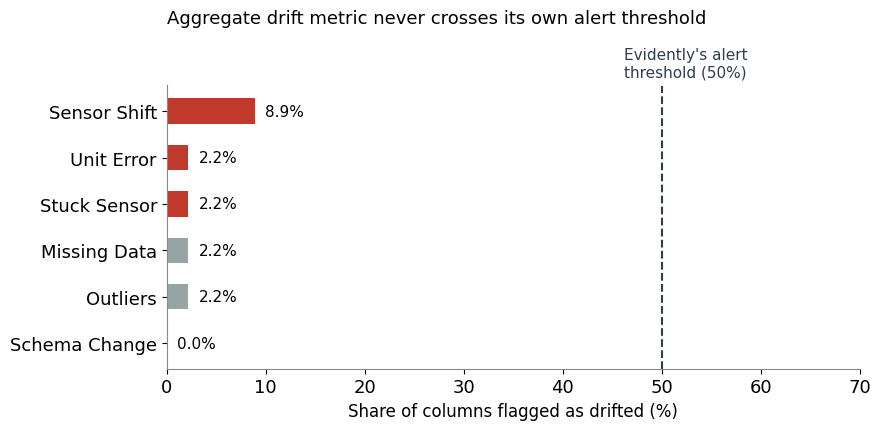 Aggregate drift metric never crosses its own alert threshold
Evidently's alert
threshold (50%)
Sensor Shift 8.9%
Unit Error 2.2%
Stuck Sensor 2.2%
Missing Data 2.2%
Outliers 2.2%
Schema Change 0.0%
0 10 20 30 40 50 60 70
Share of columns flagged as drifted (%)